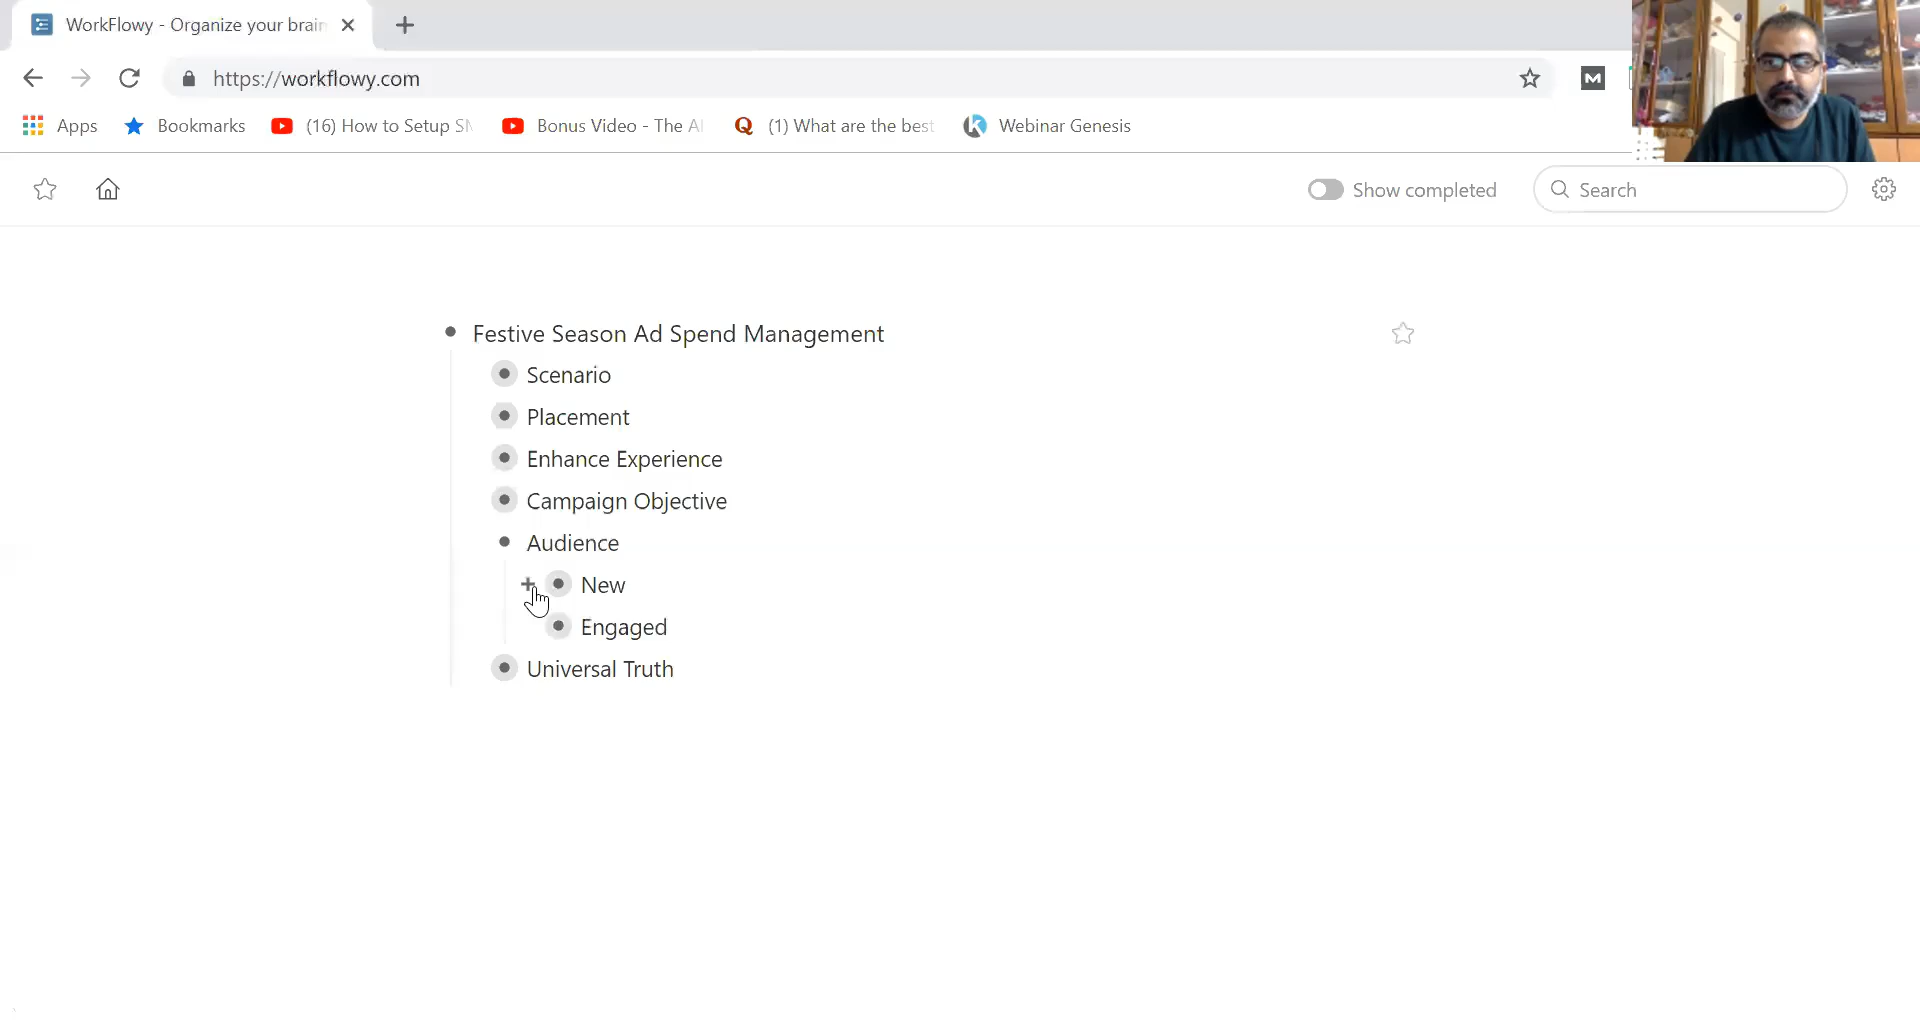 WorkFlowy - Organize your brain
https://workflowy.com
Apps
Bookmarks
(16) How to Setup SM
Bonus Video - The Al
(1) What are the best
Webinar Genesis
Show completed
Search
Festive Season Ad Spend Management
Scenario
Placement
Enhance Experience
Campaign Objective
Audience
New
Engaged
Universal Truth